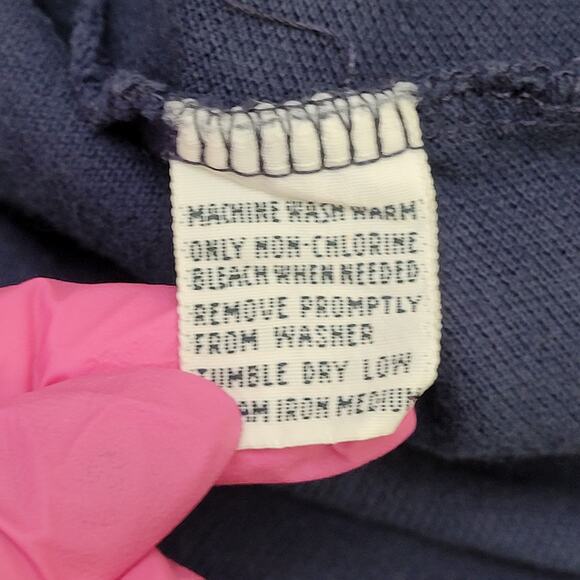 MACHINE WASH WARM
ONLY NON-CHLORINE
BLEACH WHEN NEEDED
REMOVE PROMPTLY
FROM WASHER
TUMBLE DRY LOW
IRON MEDIUM